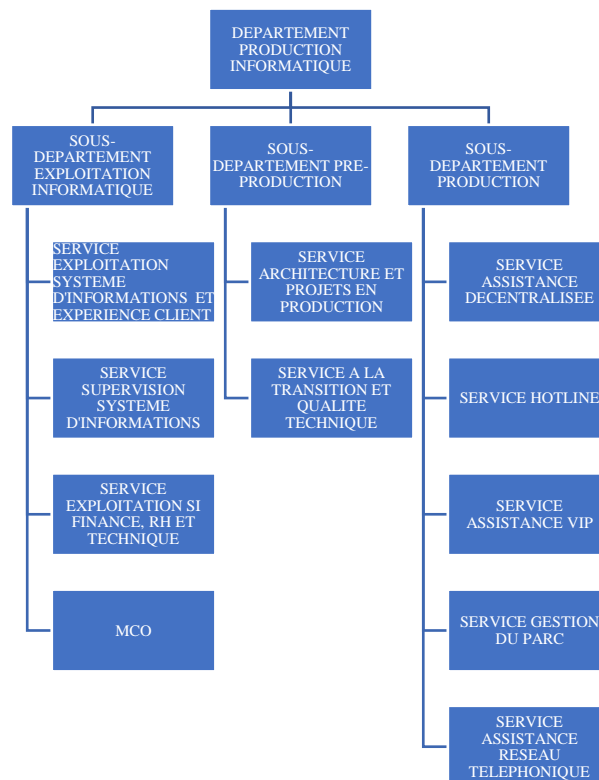 DEPARTEMENT
PRODUCTION
INFORMATIQUE
SOUS-
DEPARTEMENT
EXPLOITATION
INFORMATIQUE
SERVICE
EXPLOITATION
SYSTEME
D'INFORMATIONS ET
EXPERIENCE CLIENT
SERVICE
SUPERVISION
SYSTEME
D'INFORMATIONS
SERVICE
EXPLOITATION SI
FINANCE, RH ET
TECHNIQUE
MCO
SOUS-
DEPARTEMENT PRE-
PRODUCTION
SERVICE
ARCHITECTURE ET
PROJETS EN
PRODUCTION
SERVICE A LA
TRANSITION ET
QUALITE
TECHNIQUE
SOUS-
DEPARTEMENT
PRODUCTION
SERVICE
ASSISTANCE
DECENTRALISEE
SERVICE HOTLINE
SERVICE
ASSISTANCE VIP
SERVICE GESTION
DU PARC
SERVICE
ASSISTANCE
RESEAU
TELEPHONIQUE